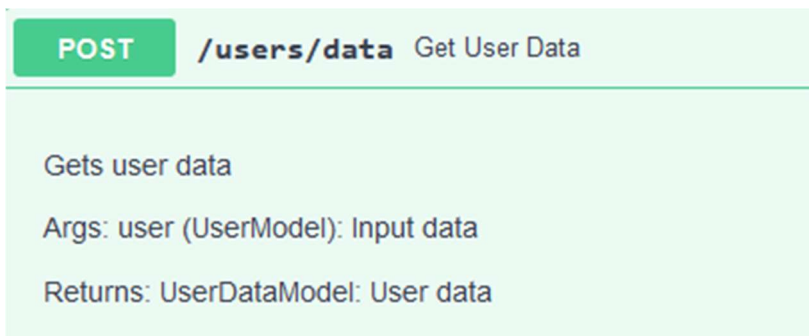 POST /users/data Get User Data
Gets user data
Args: user (UserModel): Input data
Returns: UserDataModel: User data